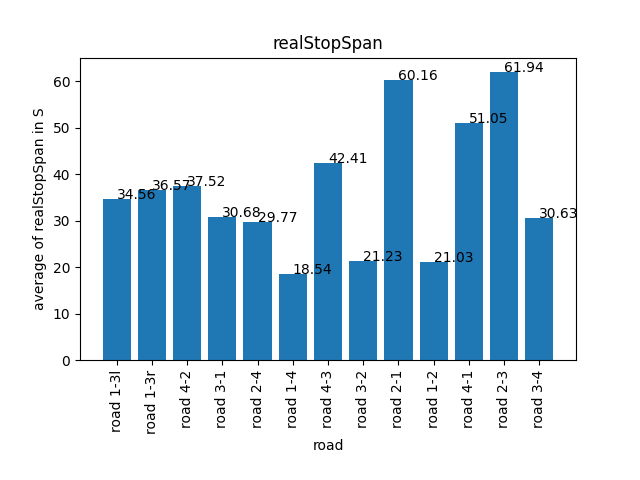 realStopSpan
average of realStopSpan in S
60
50
40
30
20
10
0
34.56
36.57
37.52
30.68
29.77
18.54
42.41
21.23
60.16
21.03
51.05
61.94
30.63
road 1-3l
road 1-3r
road 4-2
road 3-1
road 2-4
road 1-4
road 4-3
road 3-2
road 2-1
road 1-2
road 4-1
road 2-3
road 3-4
road